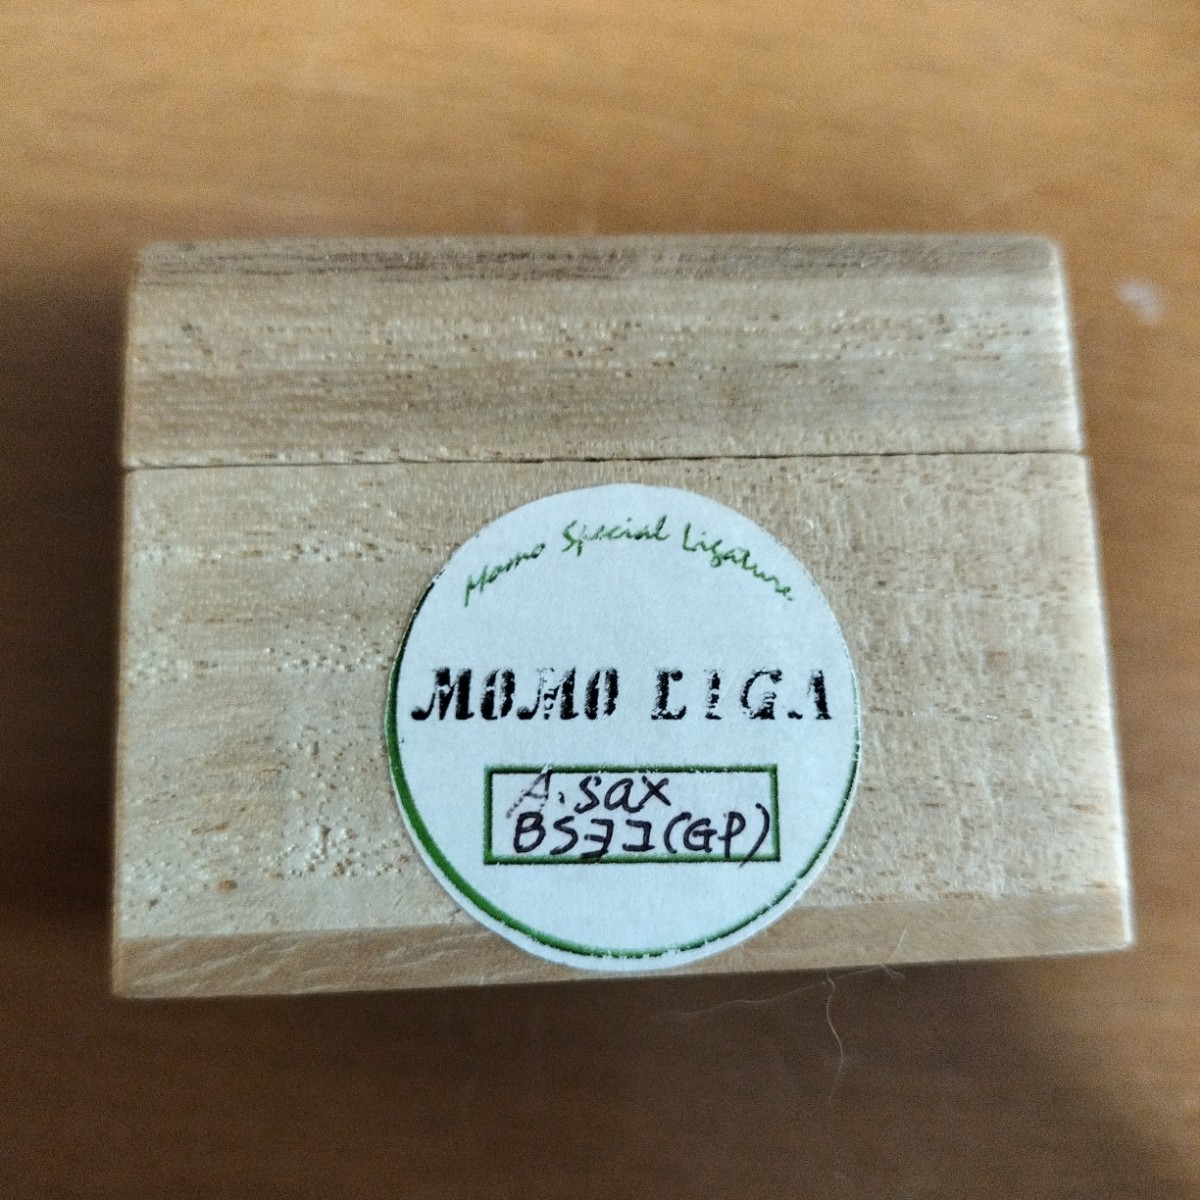 Momo Special Ligature.
MOMO LIGA
A. sax
BSヨコ(GP)